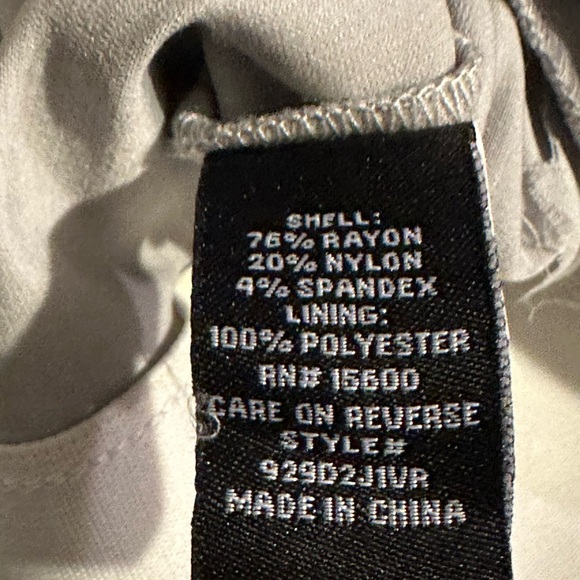 SHELL:
76% RAYON
20% NYLON
4% SPANDEX
LINING:
100% POLYESTER
RN# 16600
CARE ON REVERSE
STYLE#
929D2J1VR
MADE IN CHINA